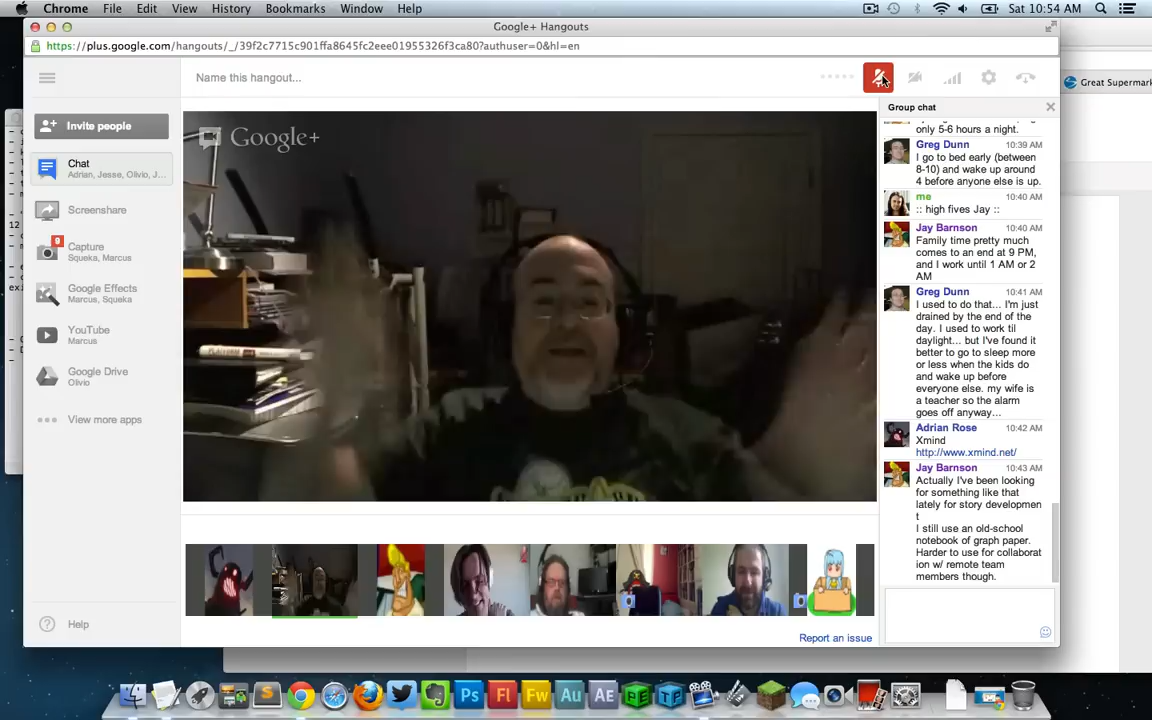 Chrome File Edit View History Bookmarks Window Help Sat 10:54 AM
Google+ Hangouts
https://plus.google.com/hangouts/_/39f2c7715c901ffa8645fc2eee01955326f3ca80?authuser=0&hl=en
Name this hangout...
Great Supermark
Invite people
Chat
Adrian, Jesse, Olivio, J...
Screenshare
9
Capture
Squeka, Marcus
Google Effects
Marcus, Squeka
YouTube
Marcus
Google Drive
Olivio
View more apps
Help
Google+
Report an issue
Group chat
only 5-6 hours a night.
Greg Dunn 10:39 AM
I go to bed early (between
8-10) and wake up around
4 before anyone else is up.
me 10:40 AM
:: high fives Jay ::
Jay Barnson 10:40 AM
Family time pretty much
comes to an end at 9 PM,
and I work until 1 AM or 2
AM
Greg Dunn 10:41 AM
I used to do that... I'm just
drained by the end of the
day. I used to work til
daylight... but I've found it
better to go to sleep more
or less when the kids do
and wake up before
everyone else. my wife is
a teacher so the alarm
goes off anyway...
Adrian Rose 10:42 AM
Xmind
http://www.xmind.net/
Jay Barnson 10:43 AM
Actually I've been looking
for something like that
lately for story developmen
t
I still use an old-school
notebook of graph paper.
Harder to use for collaborat
ion w/ remote team
members though.
12
exi
Ps Fl Fw Au Ae